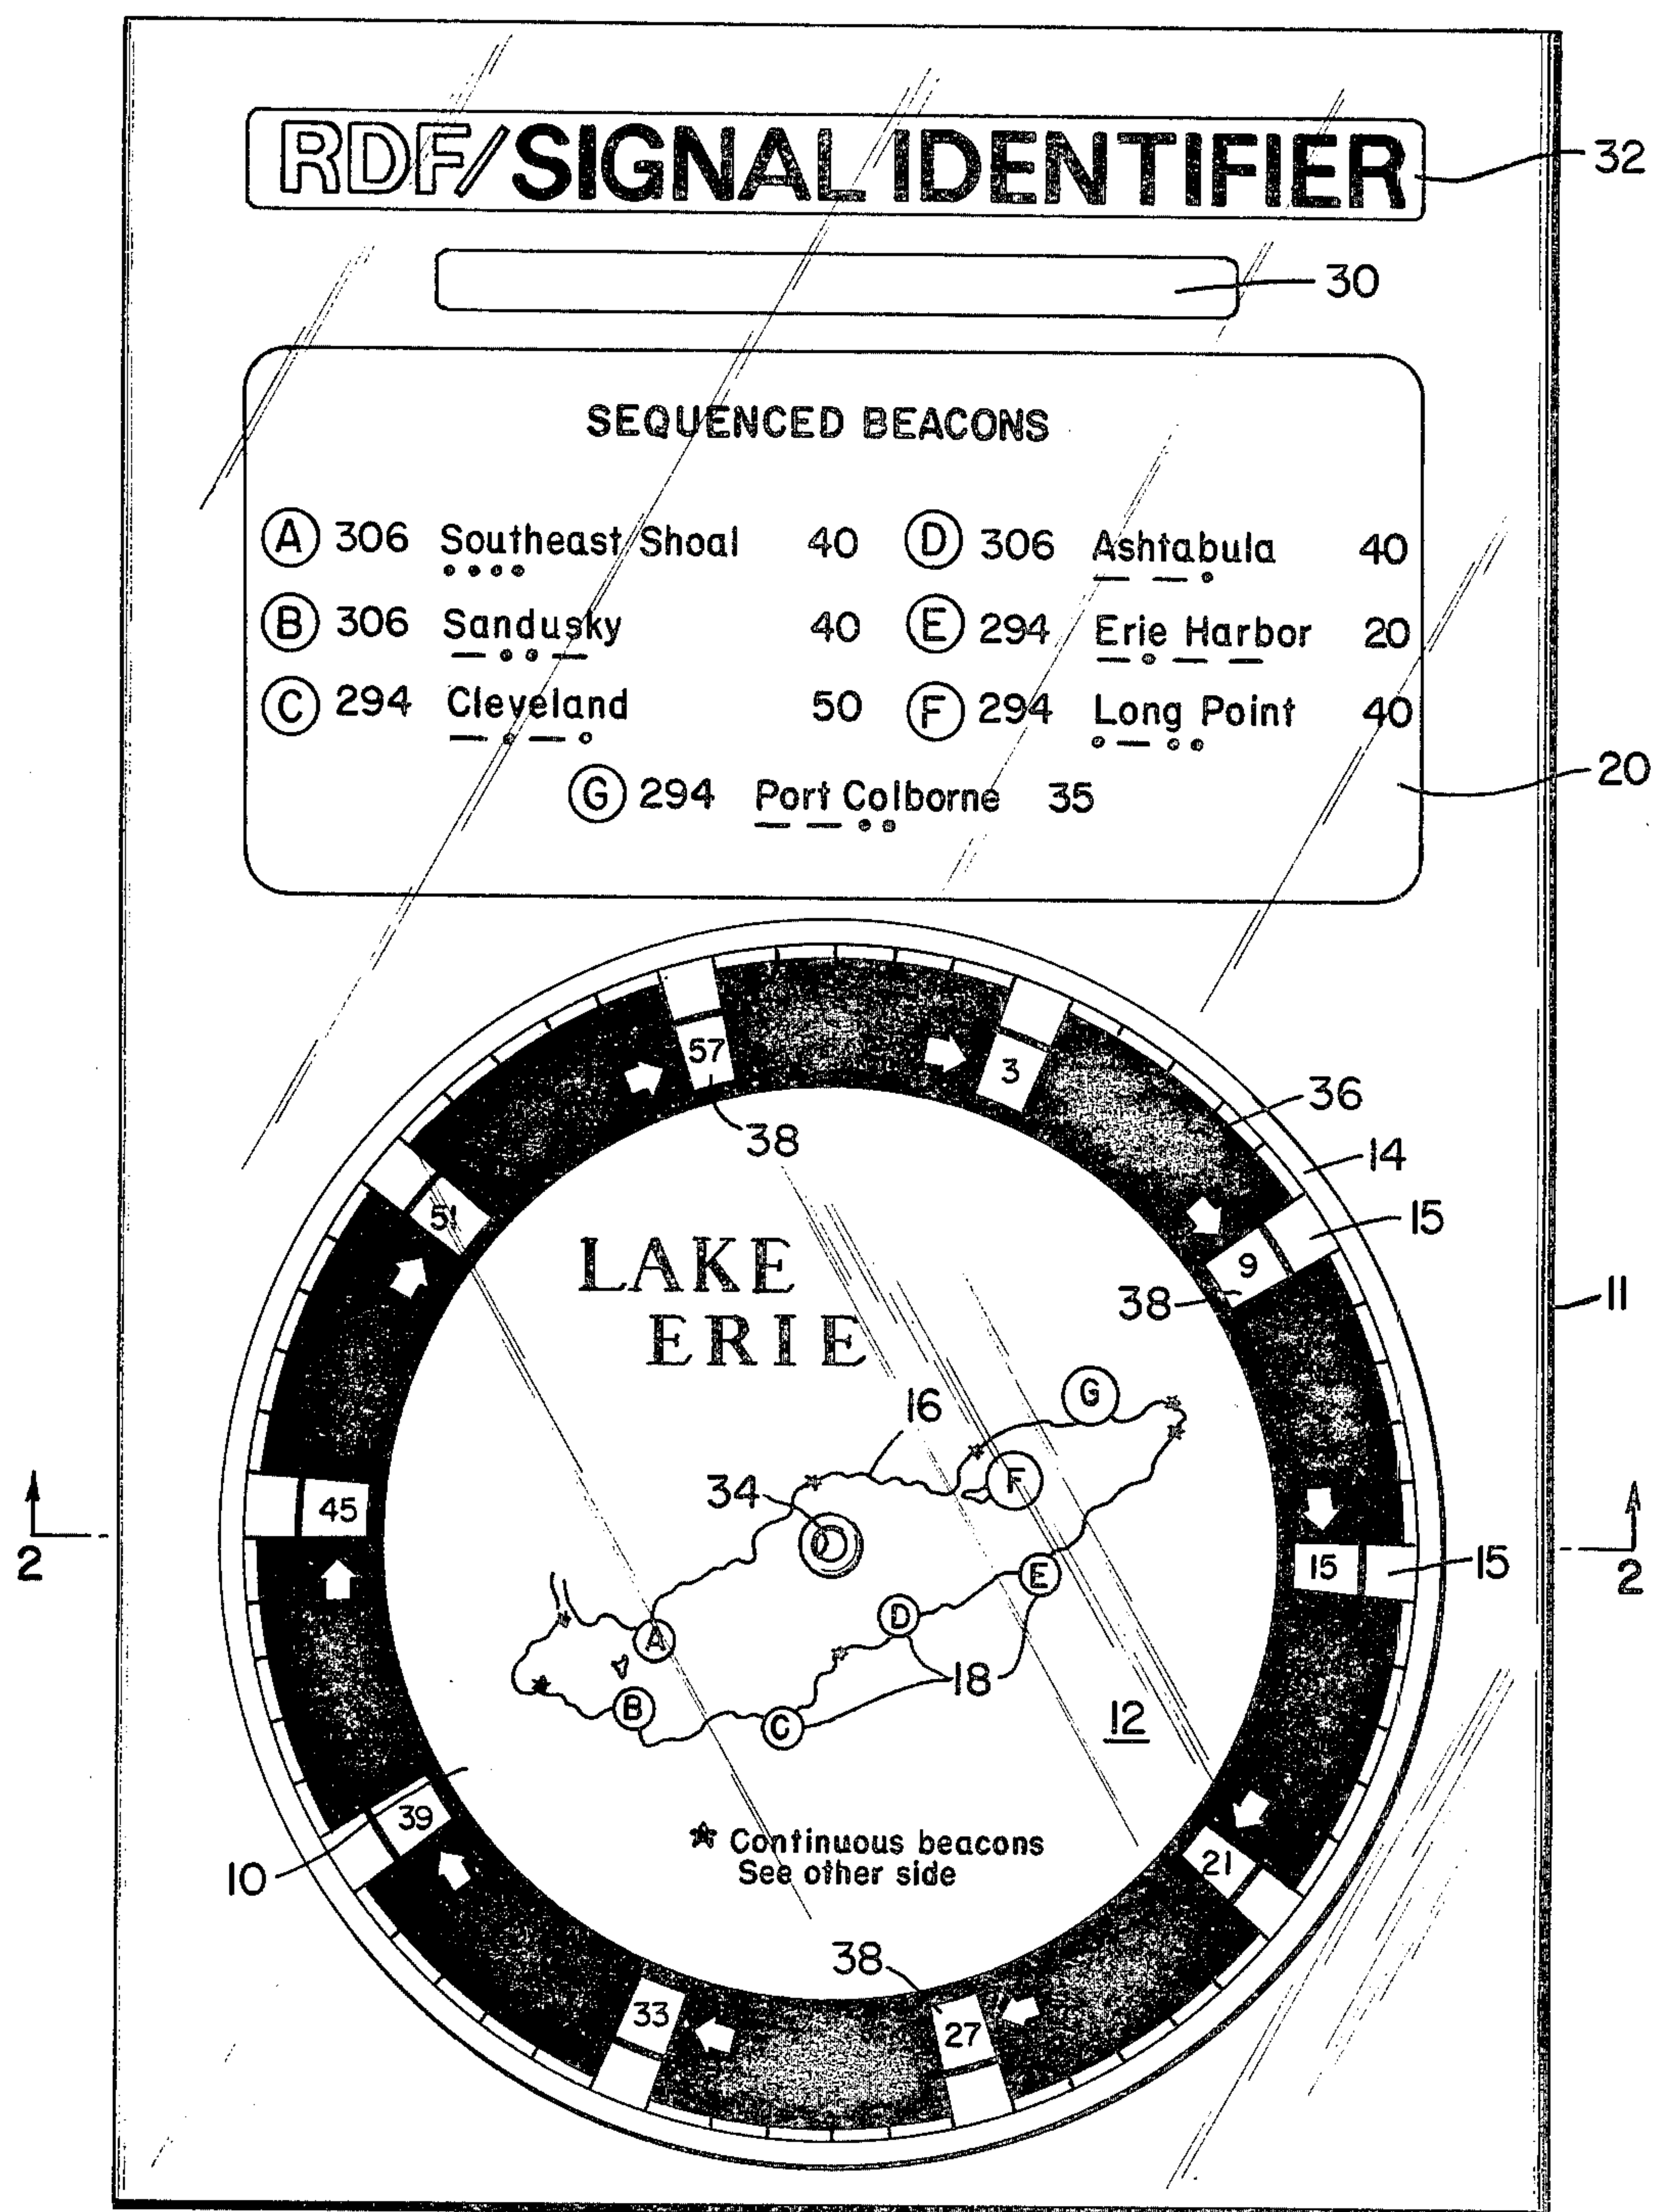 RDF/SIGNAL IDENTIFIER
32
30
SEQUENCED BEACONS
A 306 Southeast Shoal 40 D 306 Ashtabula 40
•••• — — •
B 306 Sandusky 40 E 294 Erie Harbor 20
— • • — — • — —
C 294 Cleveland 50 F 294 Long Point 40
— • — • • — • •
G 294 Port Colborne 35
— — • •
20
57
3
36
38
14
51
15
9
LAKE
38
11
ERIE
G
16
F
34
45
2
15
15
2
E
D
A
18
B
C
12
39
★ Continuous beacons
See other side
21
10
38
33
27